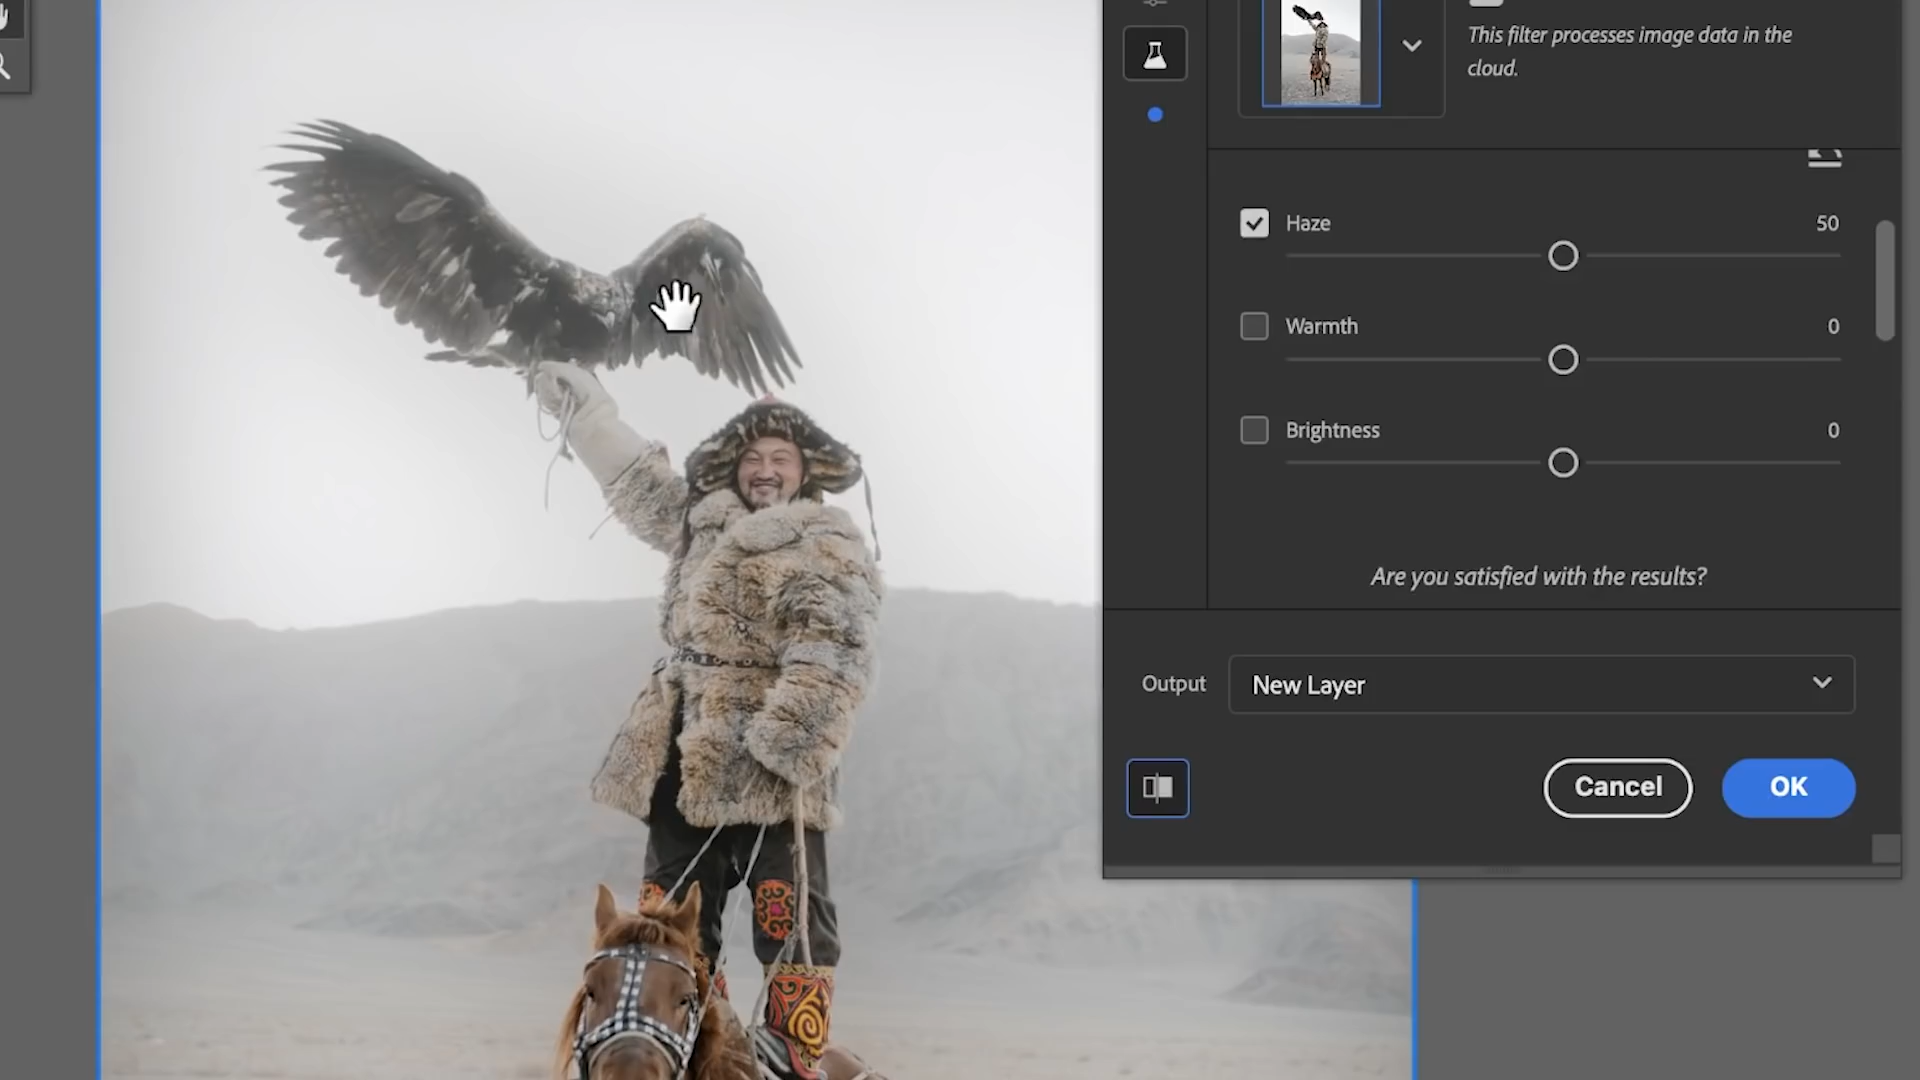 This filter processes image data in the
cloud.
Haze 50
Warmth 0
Brightness 0
Are you satisfied with the results?
Output New Layer
Cancel OK